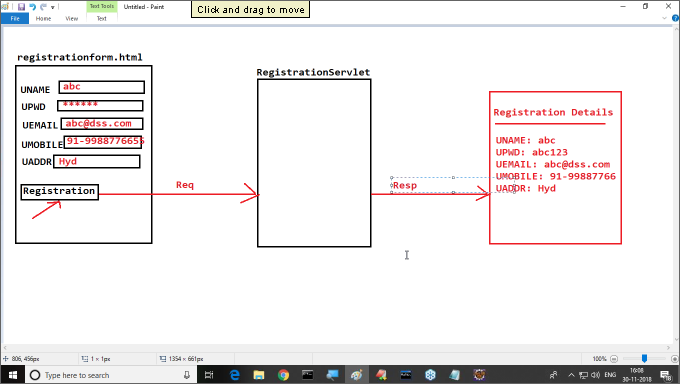 Text Tools
Untitled - Paint
Click and drag to move
File
Home
View
Text
registrationform.html
UNAME
abc
UPWD
******
UEMAIL
abc@dss.com
UMOBILE
91-9988776655
UADDR
Hyd
Registration
Req
RegistrationServlet
Resp
Registration Details
UNAME: abc
UPWD: abc123
UEMAIL: abc@dss.com
UMOBILE: 91-99887766
UADDR: Hyd
806, 456px
1 × 1px
1354 × 661px
100%
Type here to search
ENG
16:08
30-11-2018